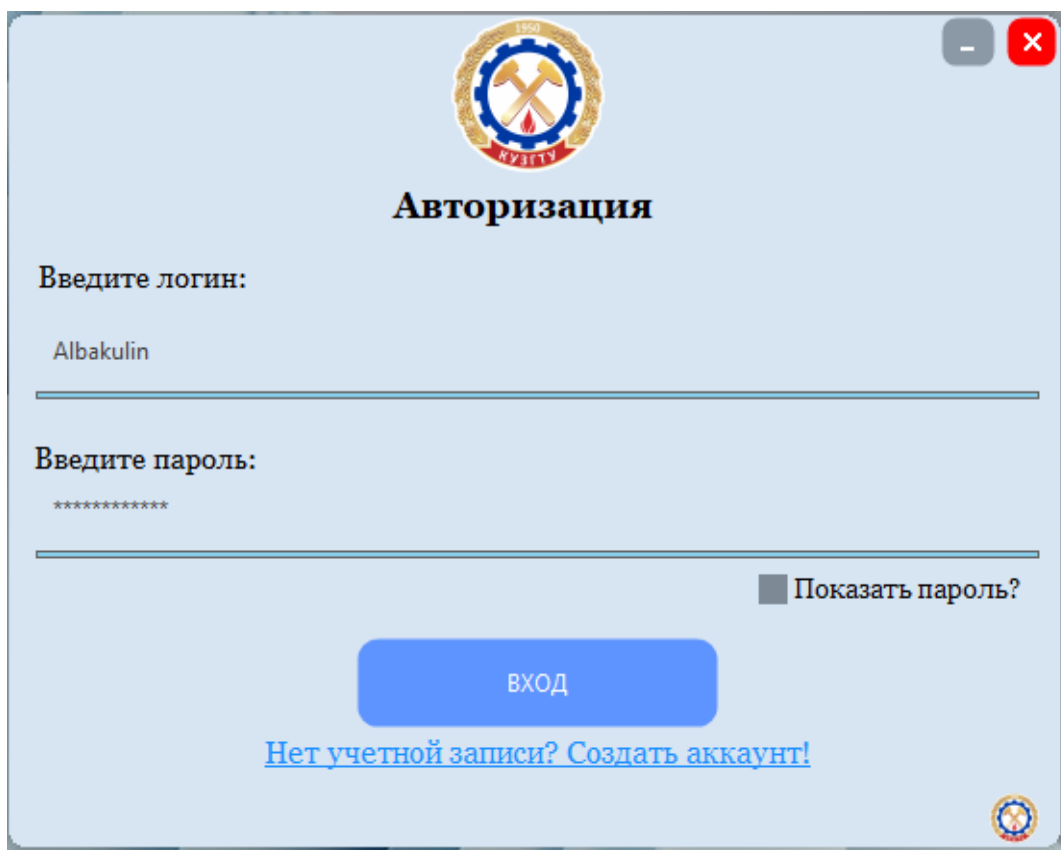 1950
КУЗГТУ
Авторизация
Введите логин:
Albakulin
Введите пароль:
************
Показать пароль?
ВХОД
Нет учетной записи? Создать аккаунт!